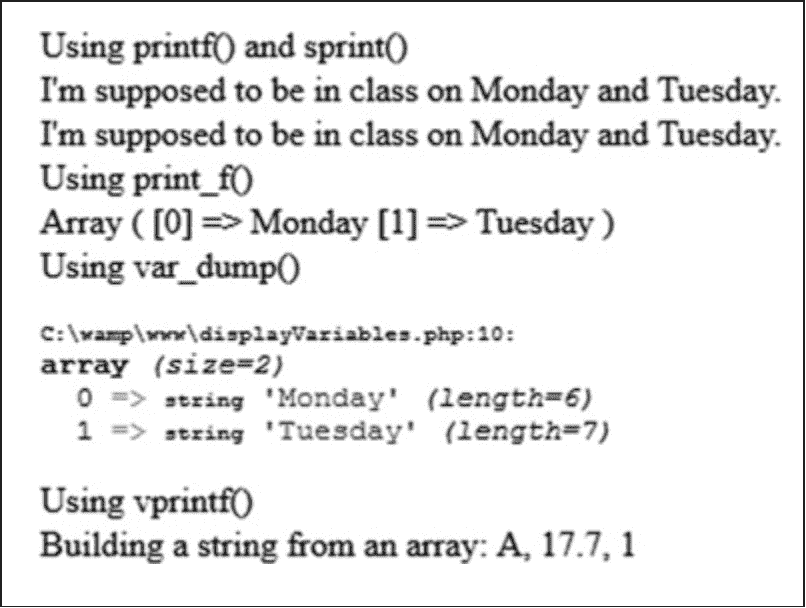 Using printf() and sprint()
I'm supposed to be in class on Monday and Tuesday.
I'm supposed to be in class on Monday and Tuesday.
Using print_f()
Array ( [0] => Monday [1] => Tuesday )
Using var_dump()
C:\wamp\www\displayVariables.php:10:
array (size=2)
0 => string 'Monday' (length=6)
1 => string 'Tuesday' (length=7)
Using vprintf()
Building a string from an array: A, 17.7, 1